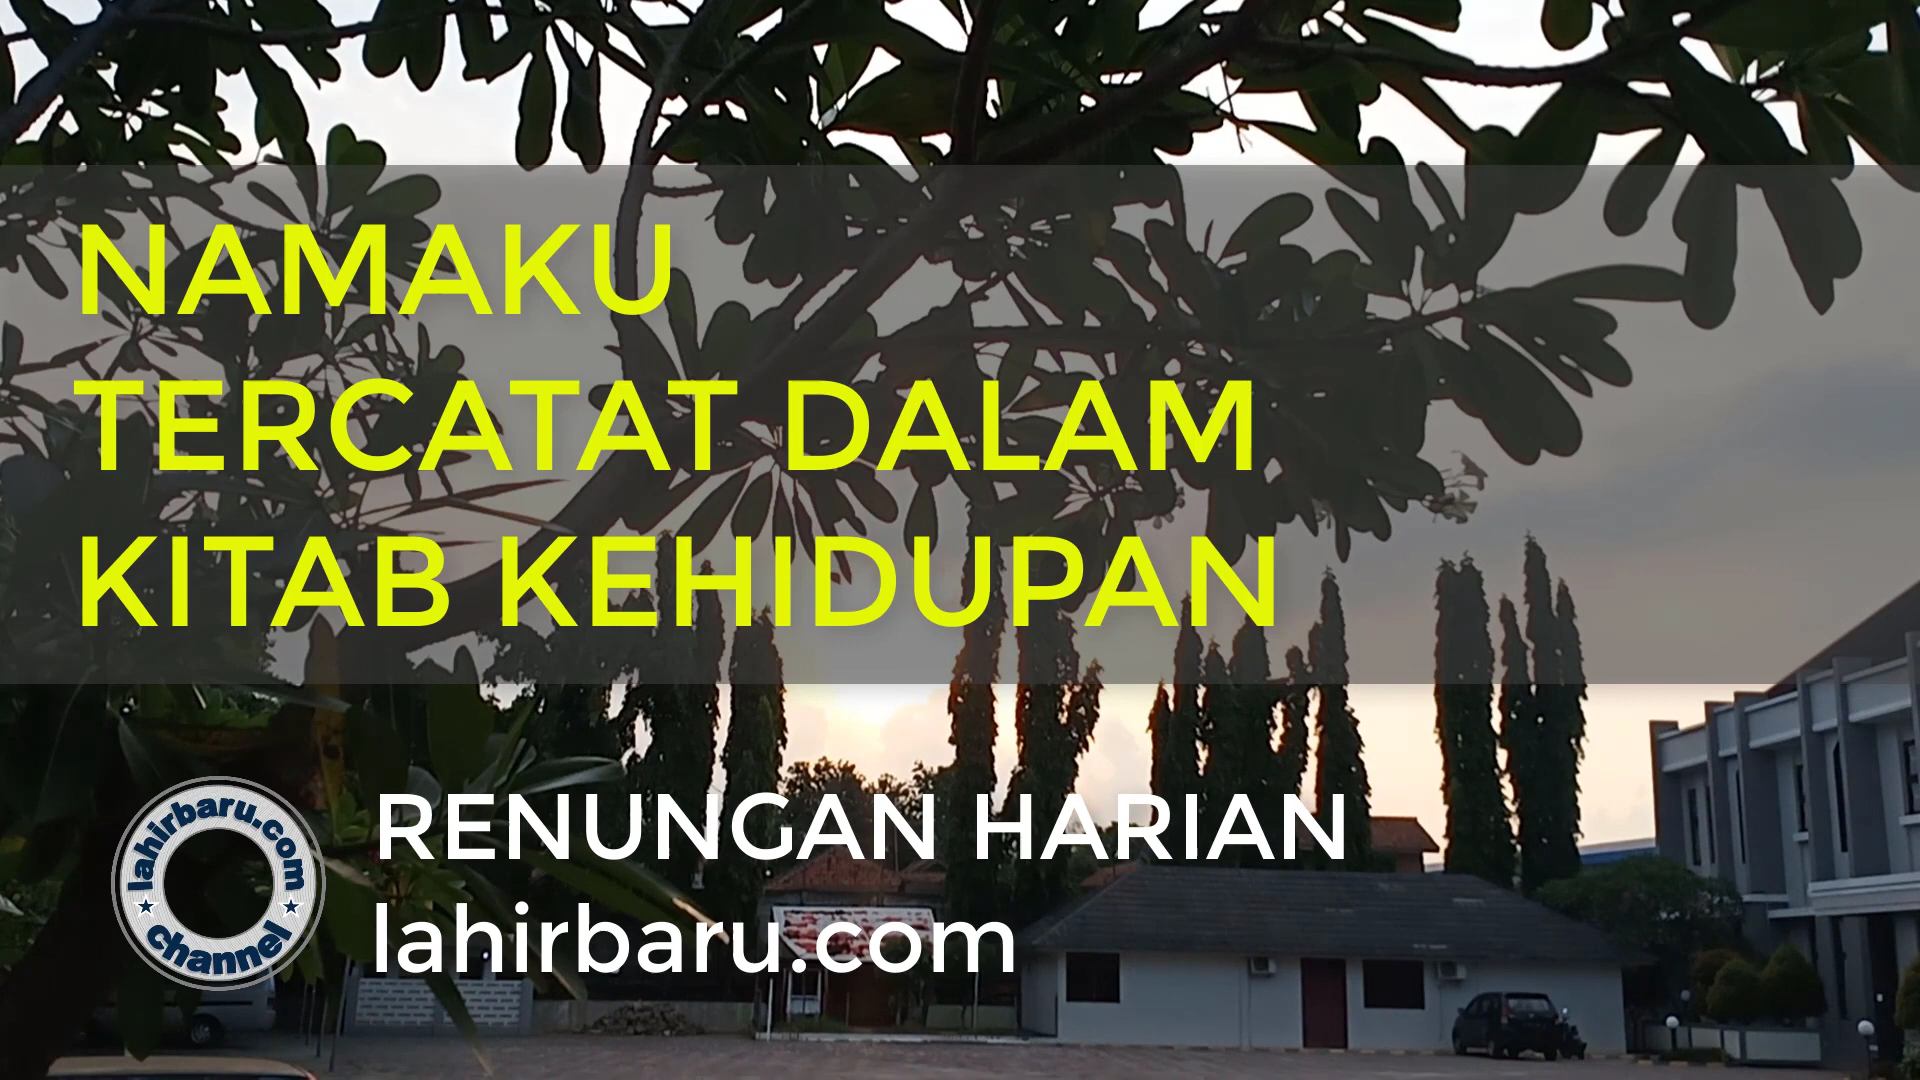 NAMAKU
TERCATAT DALAM
KITAB KEHIDUPAN
RENUNGAN HARIAN
lahirbaru.com
lahirbaru.com
channel